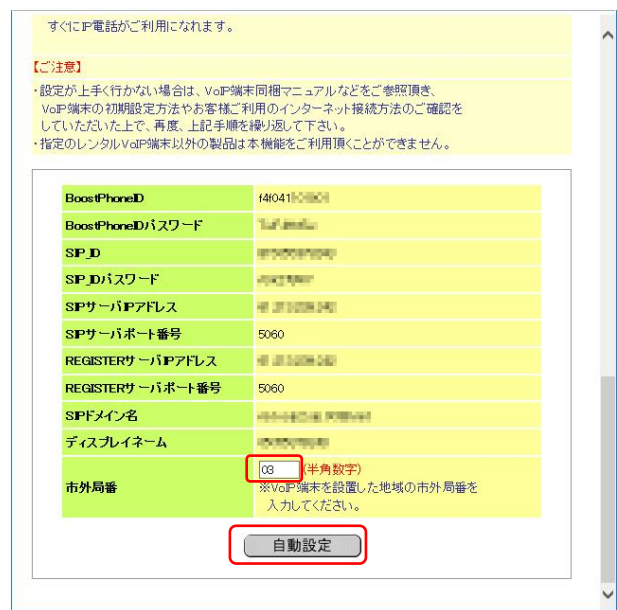 すぐにIP電話がご利用になれます。
【ご注意】
・設定が上手く行かない場合は、VoIP端末同梱マニュアルなどをご参照頂き、
VoIP端末の初期設定方法やお客様ご利用のインターネット接続方法のご確認を
していただいた上で、再度、上記手順を繰り返して下さい。
・指定のレンタルVoIP端末以外の製品は本機能をご利用頂くことができません。
BoostPhoneID f4f041
BoostPhoneIDパスワード
SIP_ID
SIP_IDパスワード
SIPサーバIPアドレス
SIPサーバポート番号 5060
REGISTERサーバIPアドレス
REGISTERサーバポート番号 5060
SIPドメイン名
ディスプレイネーム
市外局番 03 (半角数字)
※VoIP端末を設置した地域の市外局番を
入力してください。
自動設定